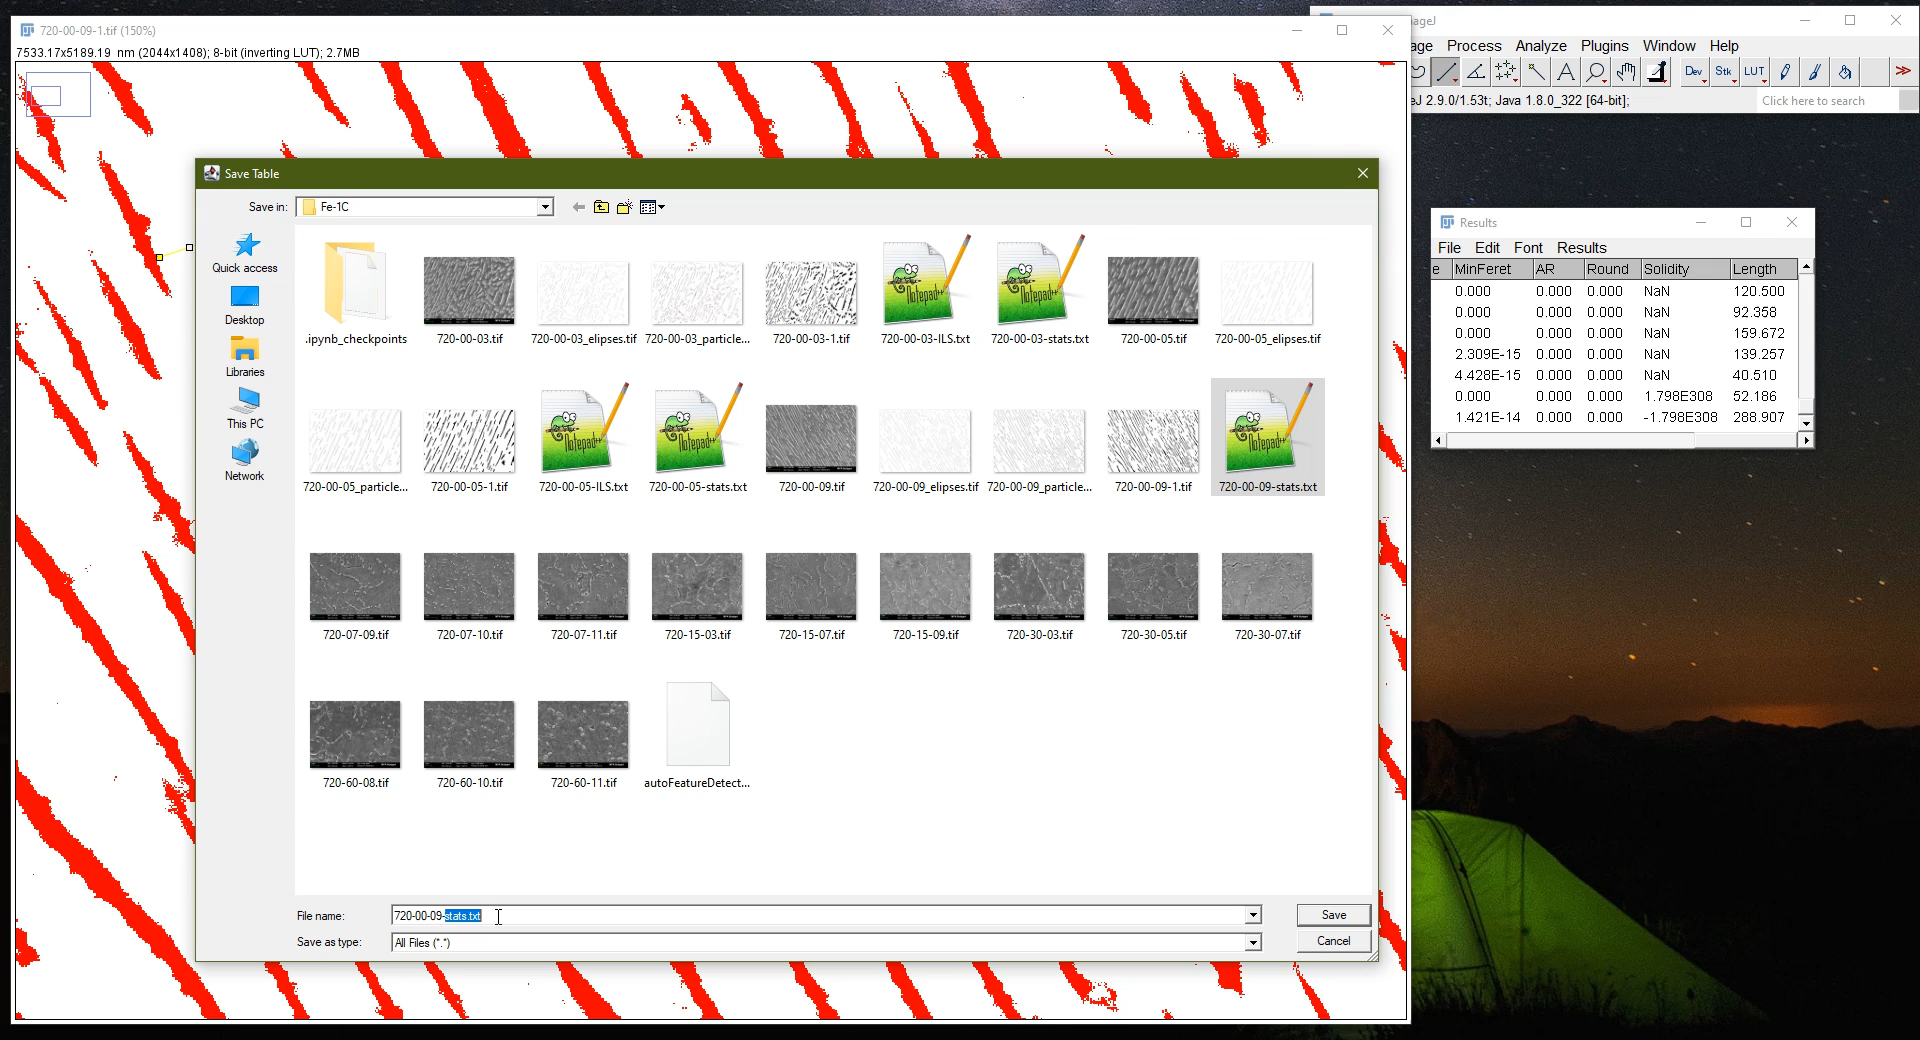 720-00-09-1.tif (150%)
7533.17x5189.19 nm (2044x1408); 8-bit (inverting LUT); 2.7MB
ageJ
age Process Analyze Plugins Window Help
Dev Stk LUT
eJ 2.9.0/1.53t; Java 1.8.0_322 [64-bit];
Click here to search
Save Table
Save in: Fe-1C
Quick access
Desktop
Libraries
This PC
Network
.ipynb_checkpoints 720-00-03.tif 720-00-03_elipses.tif 720-00-03_particle... 720-00-03-1.tif 720-00-03-ILS.txt 720-00-03-stats.txt 720-00-05.tif 720-00-05_elipses.tif
720-00-05_particle... 720-00-05-1.tif 720-00-05-ILS.txt 720-00-05-stats.txt 720-00-09.tif 720-00-09_elipses.tif 720-00-09_particle... 720-00-09-1.tif 720-00-09-stats.txt
720-07-09.tif 720-07-10.tif 720-07-11.tif 720-15-03.tif 720-15-07.tif 720-15-09.tif 720-30-03.tif 720-30-05.tif 720-30-07.tif
720-60-08.tif 720-60-10.tif 720-60-11.tif autoFeatureDetect...
File name: 720-00-09-stats.txt Save
Save as type: All Files (*.*) Cancel
Results
File Edit Font Results
e MinFeret AR Round Solidity Length
0.000 0.000 0.000 NaN 120.500
0.000 0.000 0.000 NaN 92.358
0.000 0.000 0.000 NaN 159.672
2.309E-15 0.000 0.000 NaN 139.257
4.428E-15 0.000 0.000 NaN 40.510
0.000 0.000 0.000 1.798E308 52.186
1.421E-14 0.000 0.000 -1.798E308 288.907